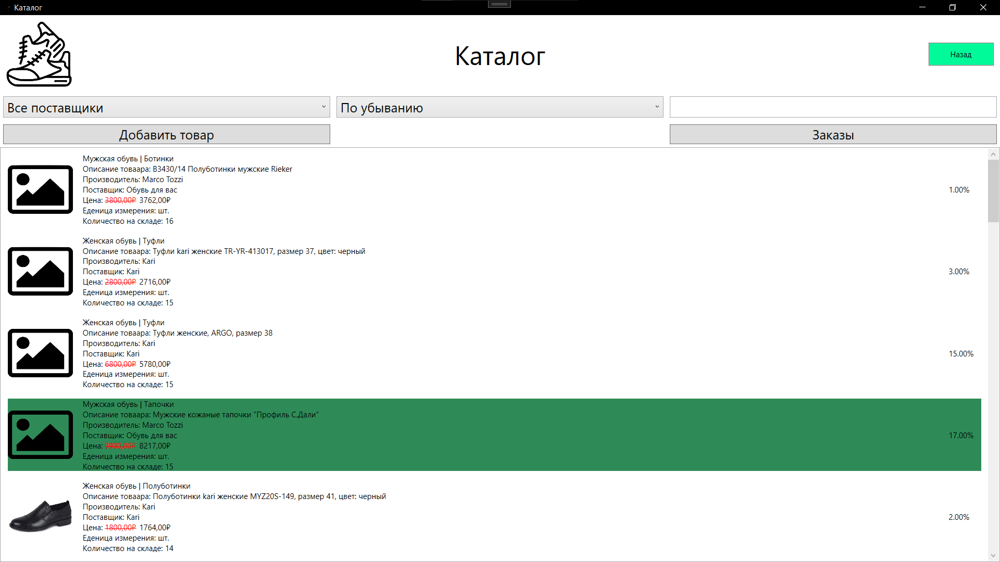 Каталог
Каталог
Назад
Все поставщики
По убыванию
Добавить товар
Заказы
Мужская обувь | Ботинки
Описание товаара: B3430/14 Полуботинки мужские Rieker
Производитель: Marco Tozzi
Поставщик: Обувь для вас
Цена: 3800,00₽ 3762,00₽
Еденица измерения: шт.
Количество на складе: 16
1.00%
Женская обувь | Туфли
Описание товаара: Туфли kari женские TR-YR-413017, размер 37, цвет: черный
Производитель: Kari
Поставщик: Kari
Цена: 2800,00₽ 2716,00₽
Еденица измерения: шт.
Количество на складе: 15
3.00%
Женская обувь | Туфли
Описание товаара: Туфли женские, ARGO, размер 38
Производитель: Kari
Поставщик: Kari
Цена: 6800,00₽ 5780,00₽
Еденица измерения: шт.
Количество на складе: 15
15.00%
Мужская обувь | Тапочки
Описание товаара: Мужские кожаные тапочки "Профиль С.Дали"
Производитель: Marco Tozzi
Поставщик: Обувь для вас
Цена: 9900,00₽ 8217,00₽
Еденица измерения: шт.
Количество на складе: 15
17.00%
Женская обувь | Полуботинки
Описание товаара: Полуботинки kari женские MYZ20S-149, размер 41, цвет: черный
Производитель: Kari
Поставщик: Kari
Цена: 1800,00₽ 1764,00₽
Еденица измерения: шт.
Количество на складе: 14
2.00%